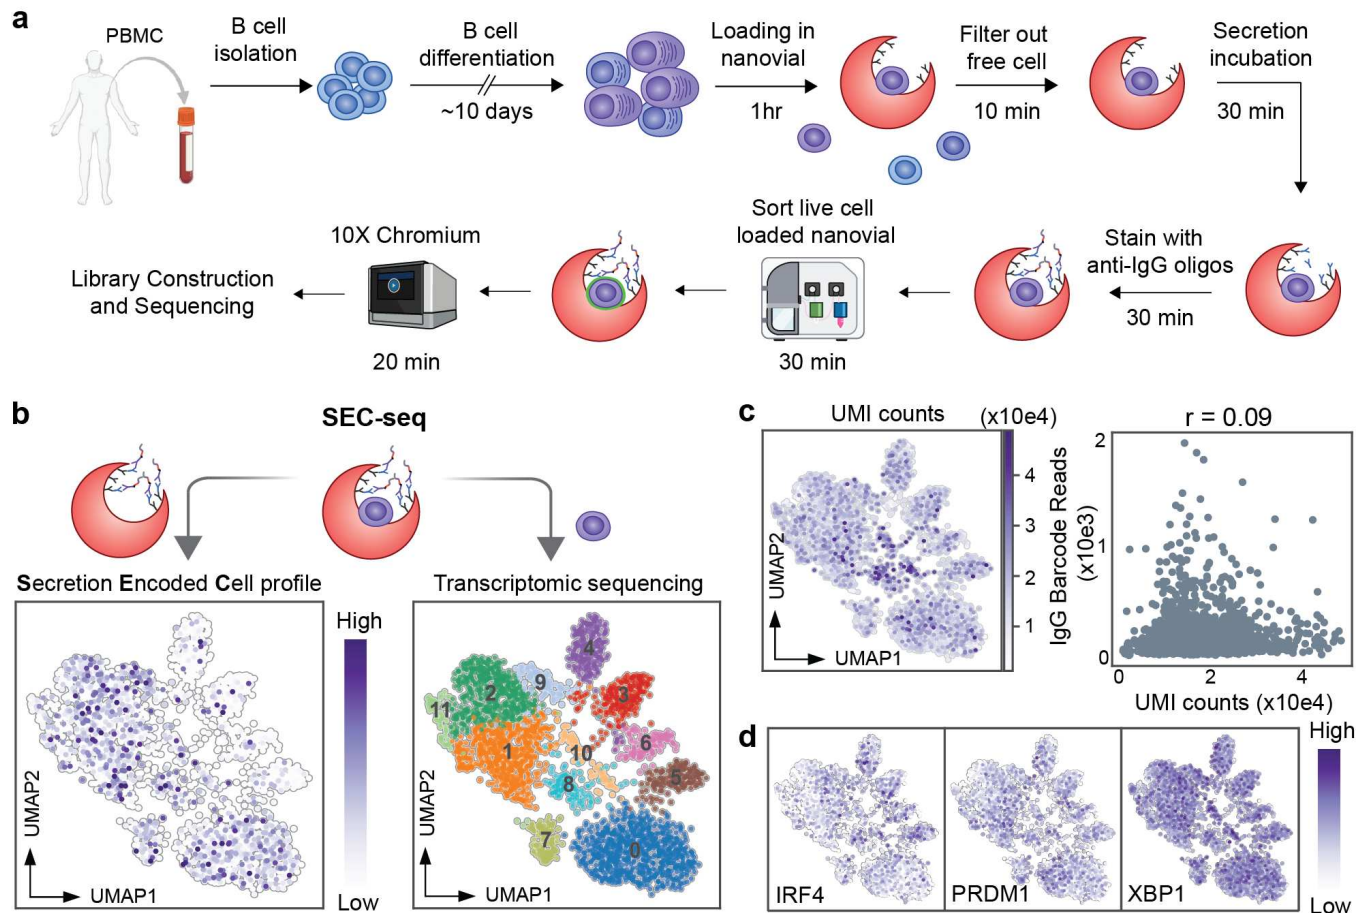 a
PBMC
B cell
isolation
B cell
differentiation
~10 days
Loading in
nanovial
1hr
Filter out
free cell
10 min
Secretion
incubation
30 min
Stain with
anti-IgG oligos
30 min
Sort live cell
loaded nanovial
30 min
10X Chromium
20 min
Library Construction
and Sequencing
b
SEC-seq
Secretion Encoded Cell profile
High
Low
UMAP2
UMAP1
Transcriptomic sequencing
4
2
9
3
11
1
10
6
8
5
7
0
UMAP2
UMAP1
c
UMI counts
(x10e4)
4
3
2
1
UMAP2
UMAP1
r = 0.09
IgG Barcode Reads
(x10e3)
2
1
0
0
2
4
UMI counts (x10e4)
d
IRF4
PRDM1
XBP1
High
Low